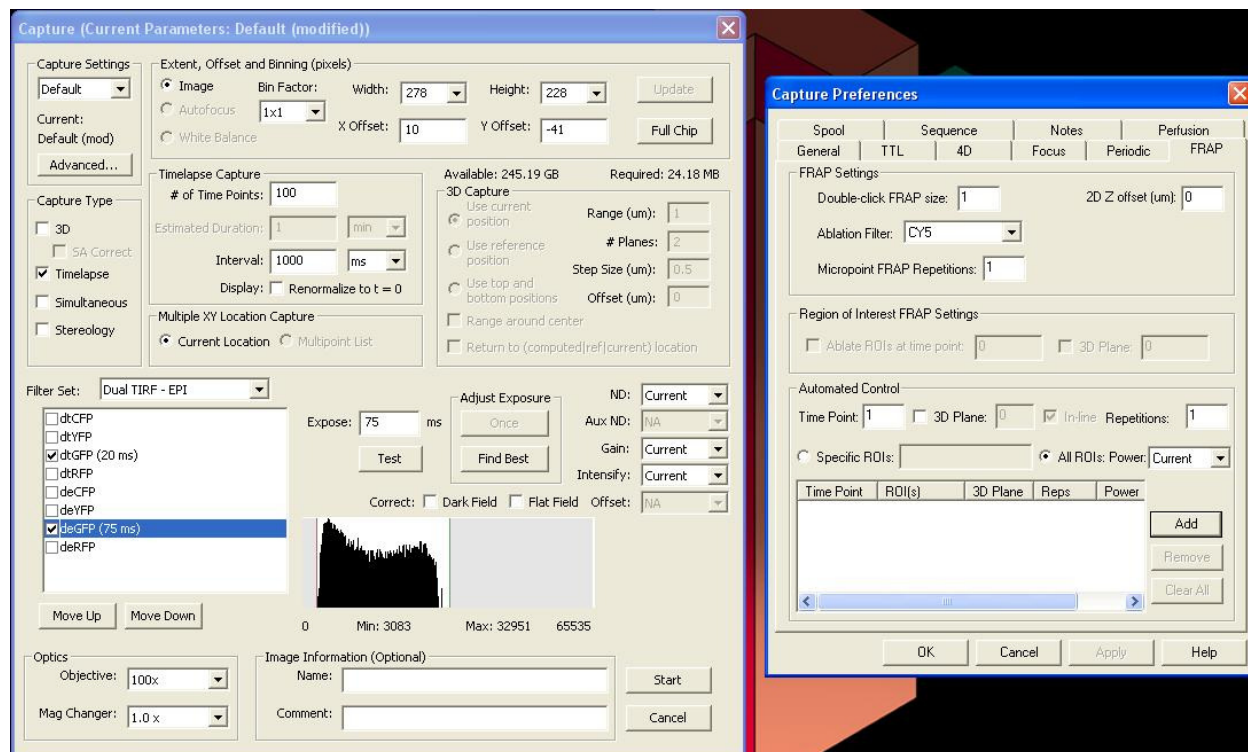 Capture (Current Parameters: Default (modified))
Capture Settings
Default
Current:
Default (mod)
Advanced...
Extent, Offset and Binning (pixels)
Image Bin Factor: Width: 278 Height: 228 Update
Autofocus 1x1
White Balance X Offset: 10 Y Offset: -41 Full Chip
Capture Type
3D
SA Correct
Timelapse
Simultaneous
Stereology
Timelapse Capture
# of Time Points: 100
Estimated Duration: 1 min
Interval: 1000 ms
Display: Renormalize to t = 0
Multiple XY Location Capture
Current Location Multipoint List
Available: 245.19 GB Required: 24.18 MB
3D Capture
Use current position
Use reference position
Use top and bottom positions
Range (um): 1
# Planes: 2
Step Size (um): 0.5
Offset (um): 0
Range around center
Return to (computed|ref|current) location
Filter Set: Dual TIRF - EPI
dtCFP
dtYFP
dtGFP (20 ms)
dtRFP
deCFP
deYFP
deGFP (75 ms)
deRFP
Move Up Move Down
Expose: 75 ms
Test
Adjust Exposure
Once
Find Best
ND: Current
Aux ND: NA
Gain: Current
Intensify: Current
Correct: Dark Field Flat Field Offset: NA
0 Min: 3083 Max: 32951 65535
Optics
Objective: 100x
Mag Changer: 1.0 x
Image Information (Optional)
Name:
Comment:
Start
Cancel
Capture Preferences
Spool Sequence Notes Perfusion
General TTL 4D Focus Periodic FRAP
FRAP Settings
Double-click FRAP size: 1 2D Z offset (um): 0
Ablation Filter: CY5
Micropoint FRAP Repetitions: 1
Region of Interest FRAP Settings
Ablate ROIs at time point: 0 3D Plane: 0
Automated Control
Time Point: 1 3D Plane: 0 In-line Repetitions: 1
Specific ROIs: All ROIs: Power: Current
Time Point ROI(s) 3D Plane Reps Power
Add
Remove
Clear All
OK Cancel Apply Help